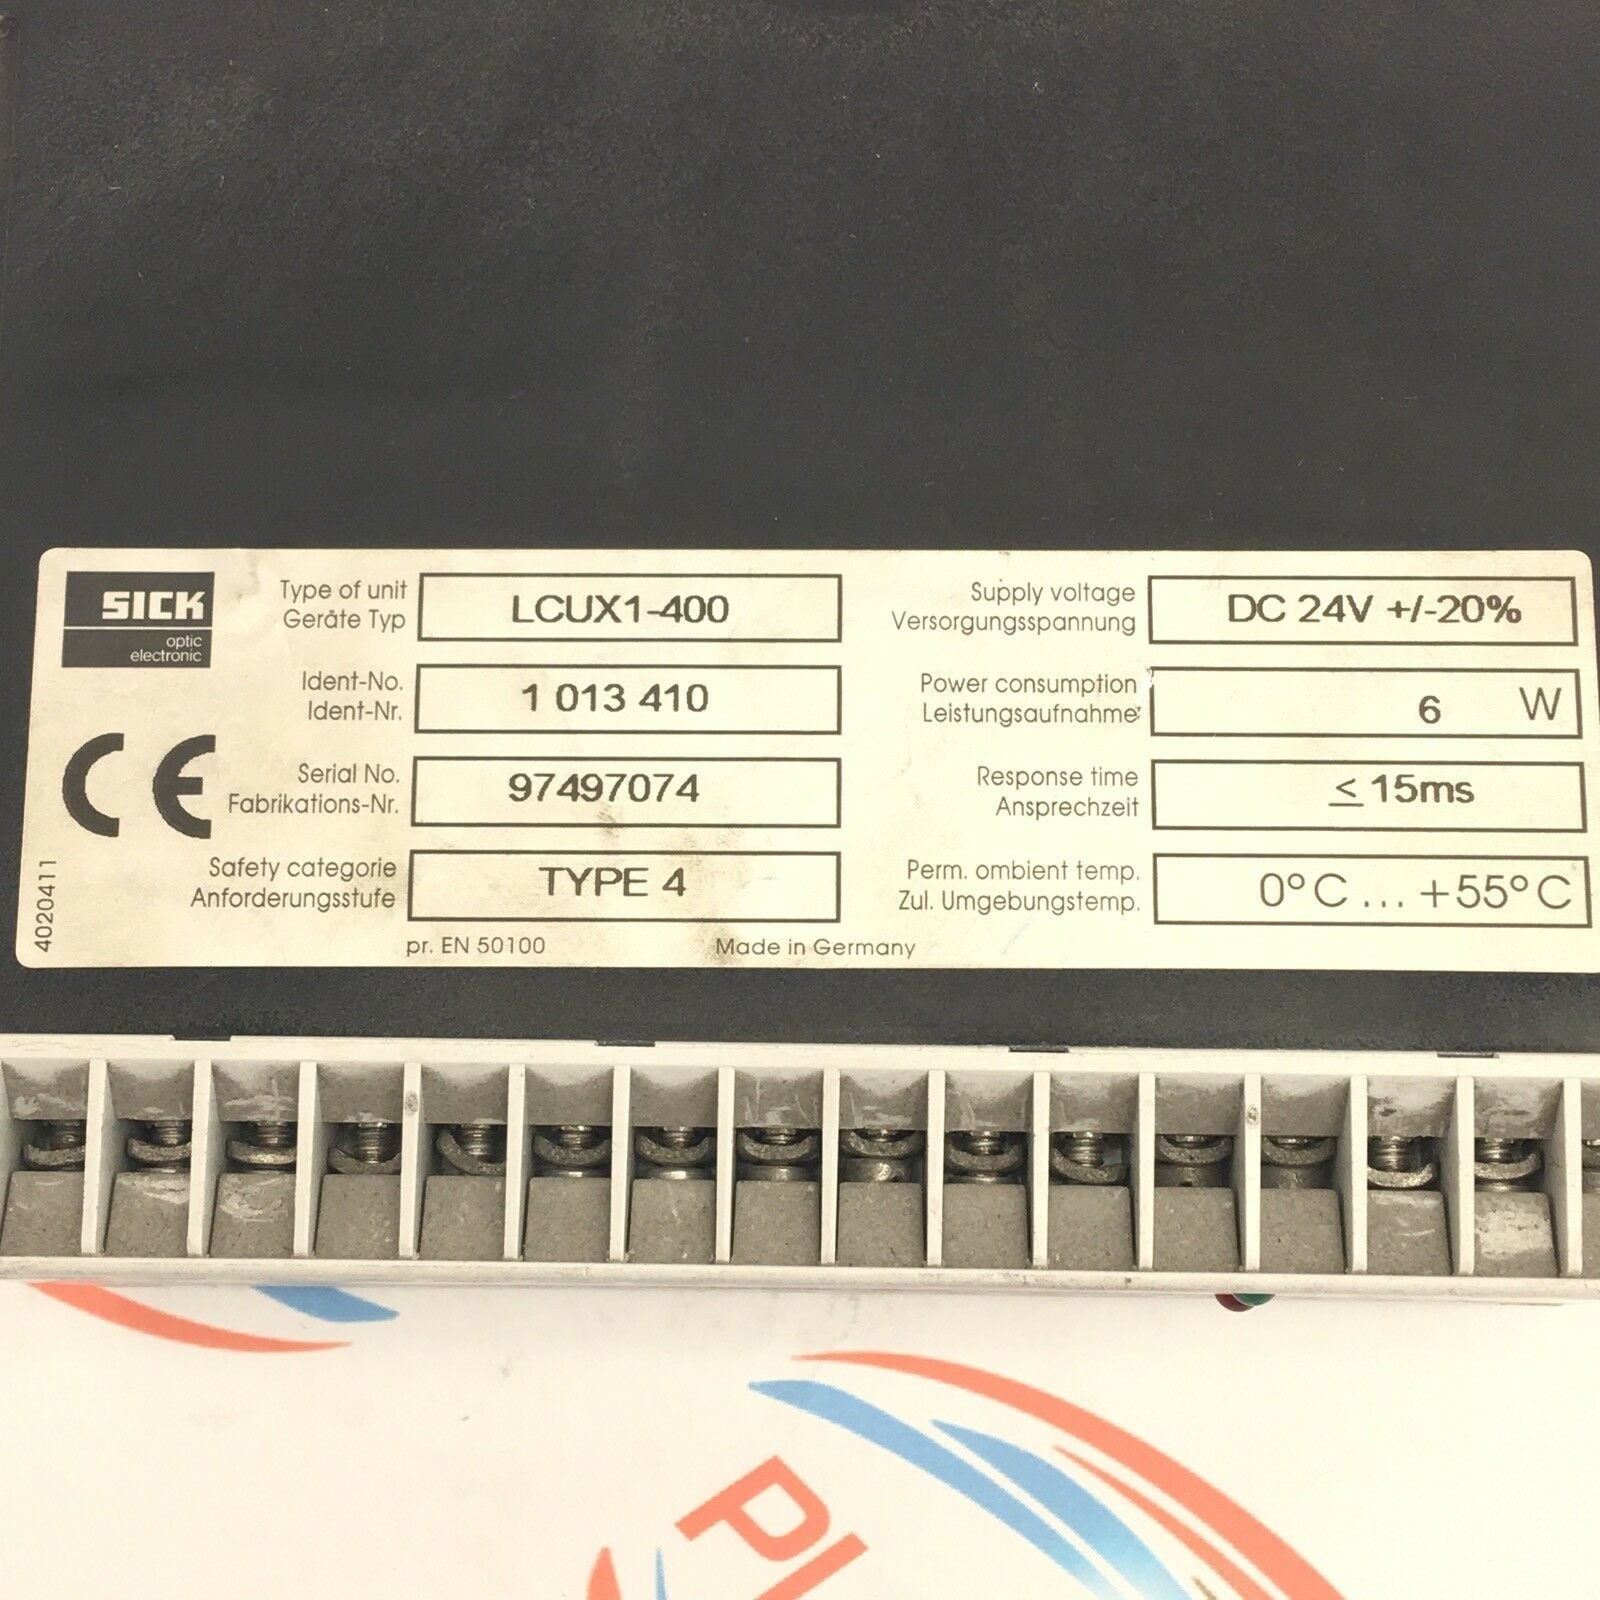 SICK
optic
electronic
Type of unit
Geräte Typ
LCUX1-400
Ident-No.
Ident-Nr.
1 013 410
Serial No.
Fabrikations-Nr.
97497074
Safety categorie
Anforderungsstufe
TYPE 4
pr. EN 50100
Made in Germany
4020411
CE
Supply voltage
Versorgungsspannung
DC 24V +/-20%
Power consumption
Leistungsaufnahme
6 W
Response time
Ansprechzeit
≤ 15ms
Perm. ambient temp.
Zul. Umgebungstemp.
0°C ... +55°C